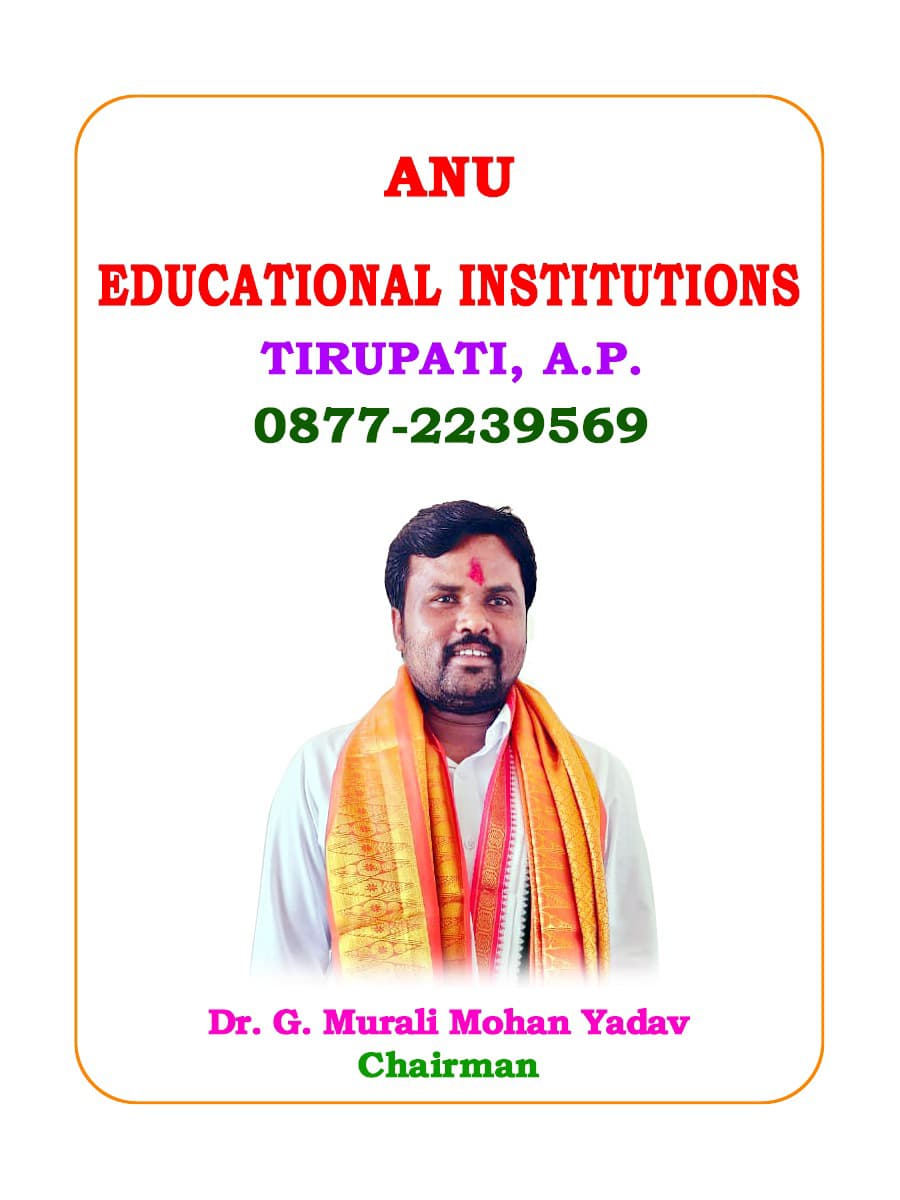 ANU
EDUCATIONAL INSTITUTIONS
TIRUPATI, A.P.
0877-2239569
Dr. G. Murali Mohan Yadav
Chairman